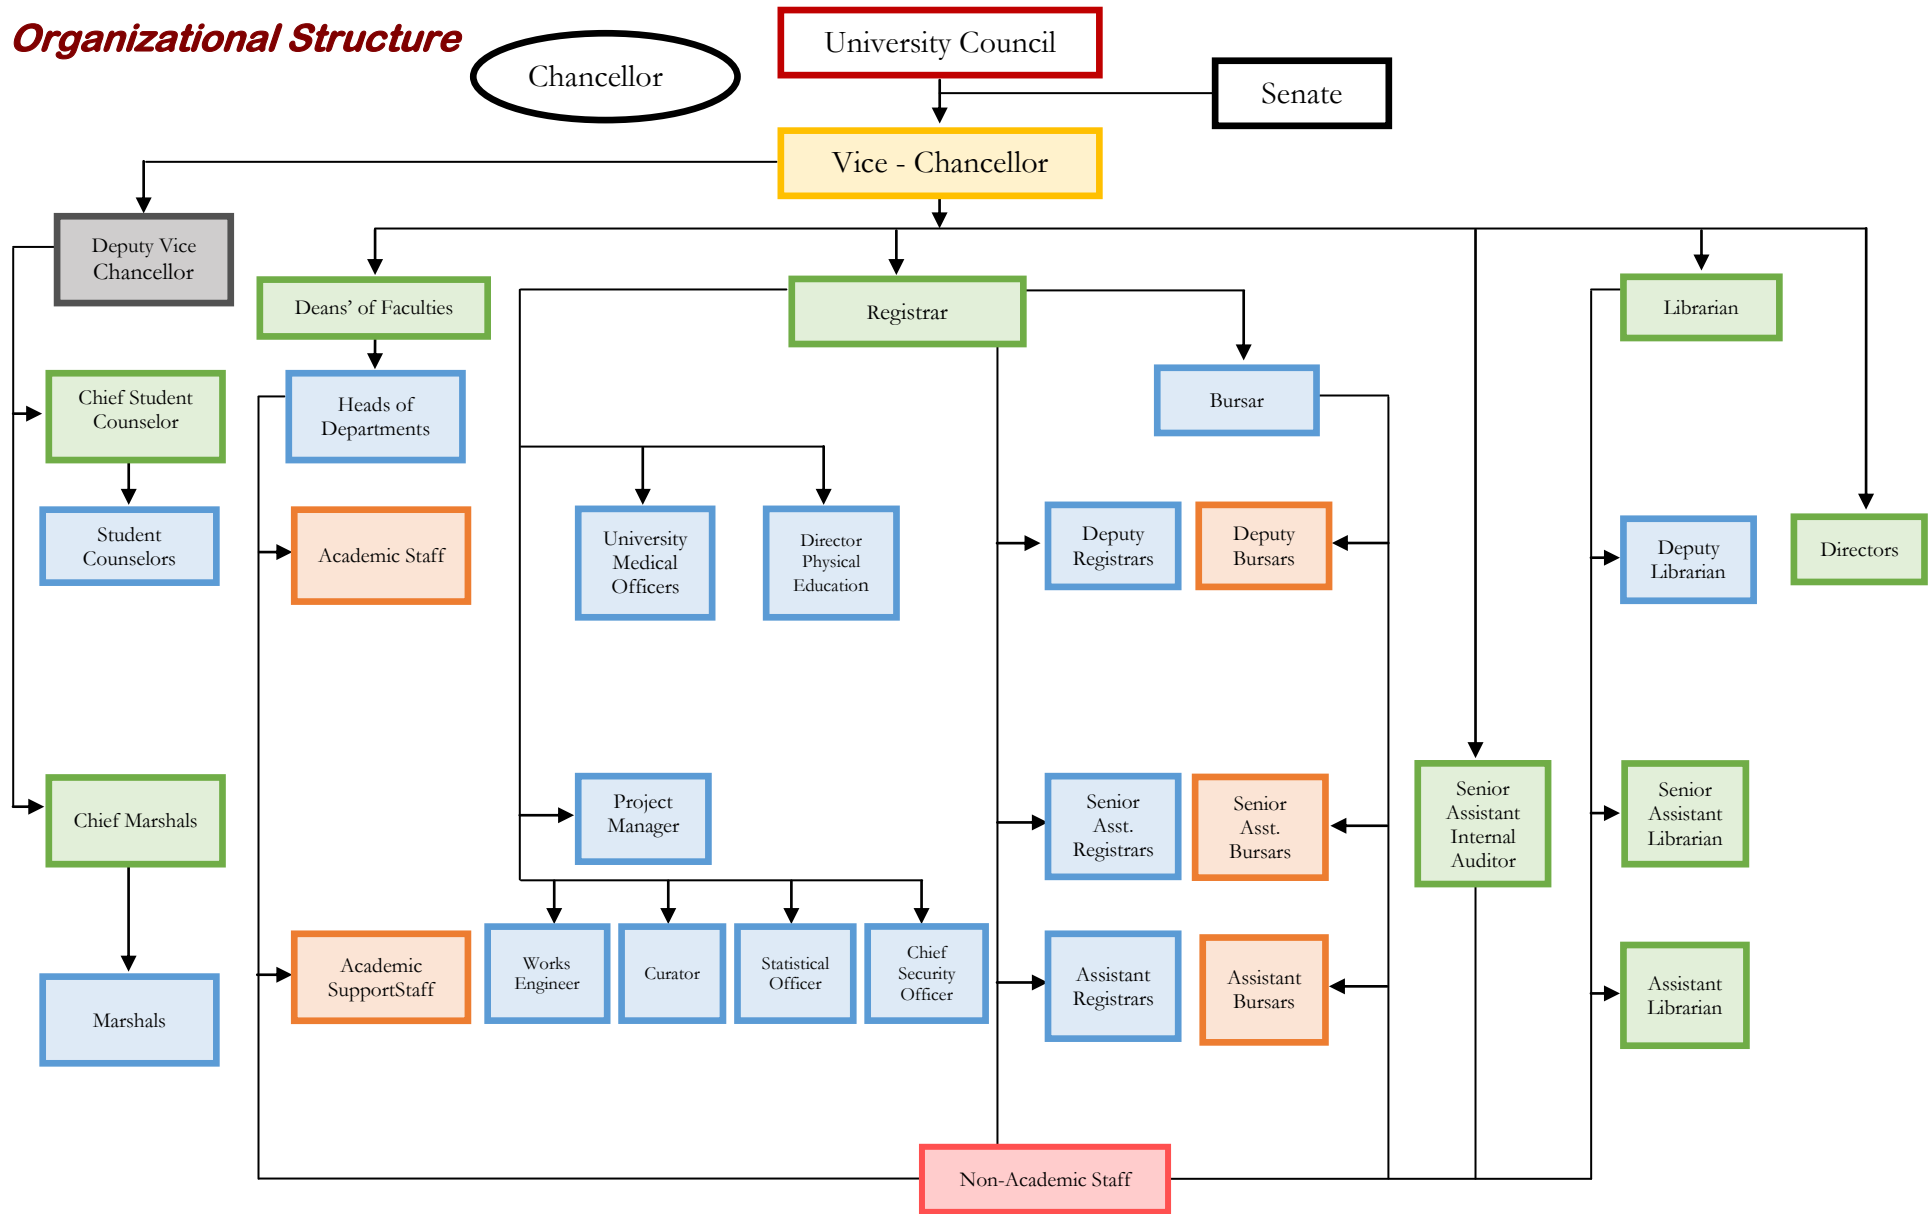 Organizational Structure
University Council
Chancellor
Senate
Vice - Chancellor
Deputy Vice
Chancellor
Deans' of Faculties
Registrar
Librarian
Chief Student
Counselor
Heads of
Departments
Bursar
Student
Counselors
Academic Staff
University
Medical
Officers
Director
Physical
Education
Deputy
Registrars
Deputy
Bursars
Deputy
Librarian
Directors
Chief Marshals
Project
Manager
Senior
Asst.
Registrars
Senior
Asst.
Bursars
Senior
Assistant
Internal
Auditor
Senior
Assistant
Librarian
Marshals
Academic
SupportStaff
Works
Engineer
Curator
Statistical
Officer
Chief
Security
Officer
Assistant
Registrars
Assistant
Bursars
Assistant
Librarian
Non-Academic Staff